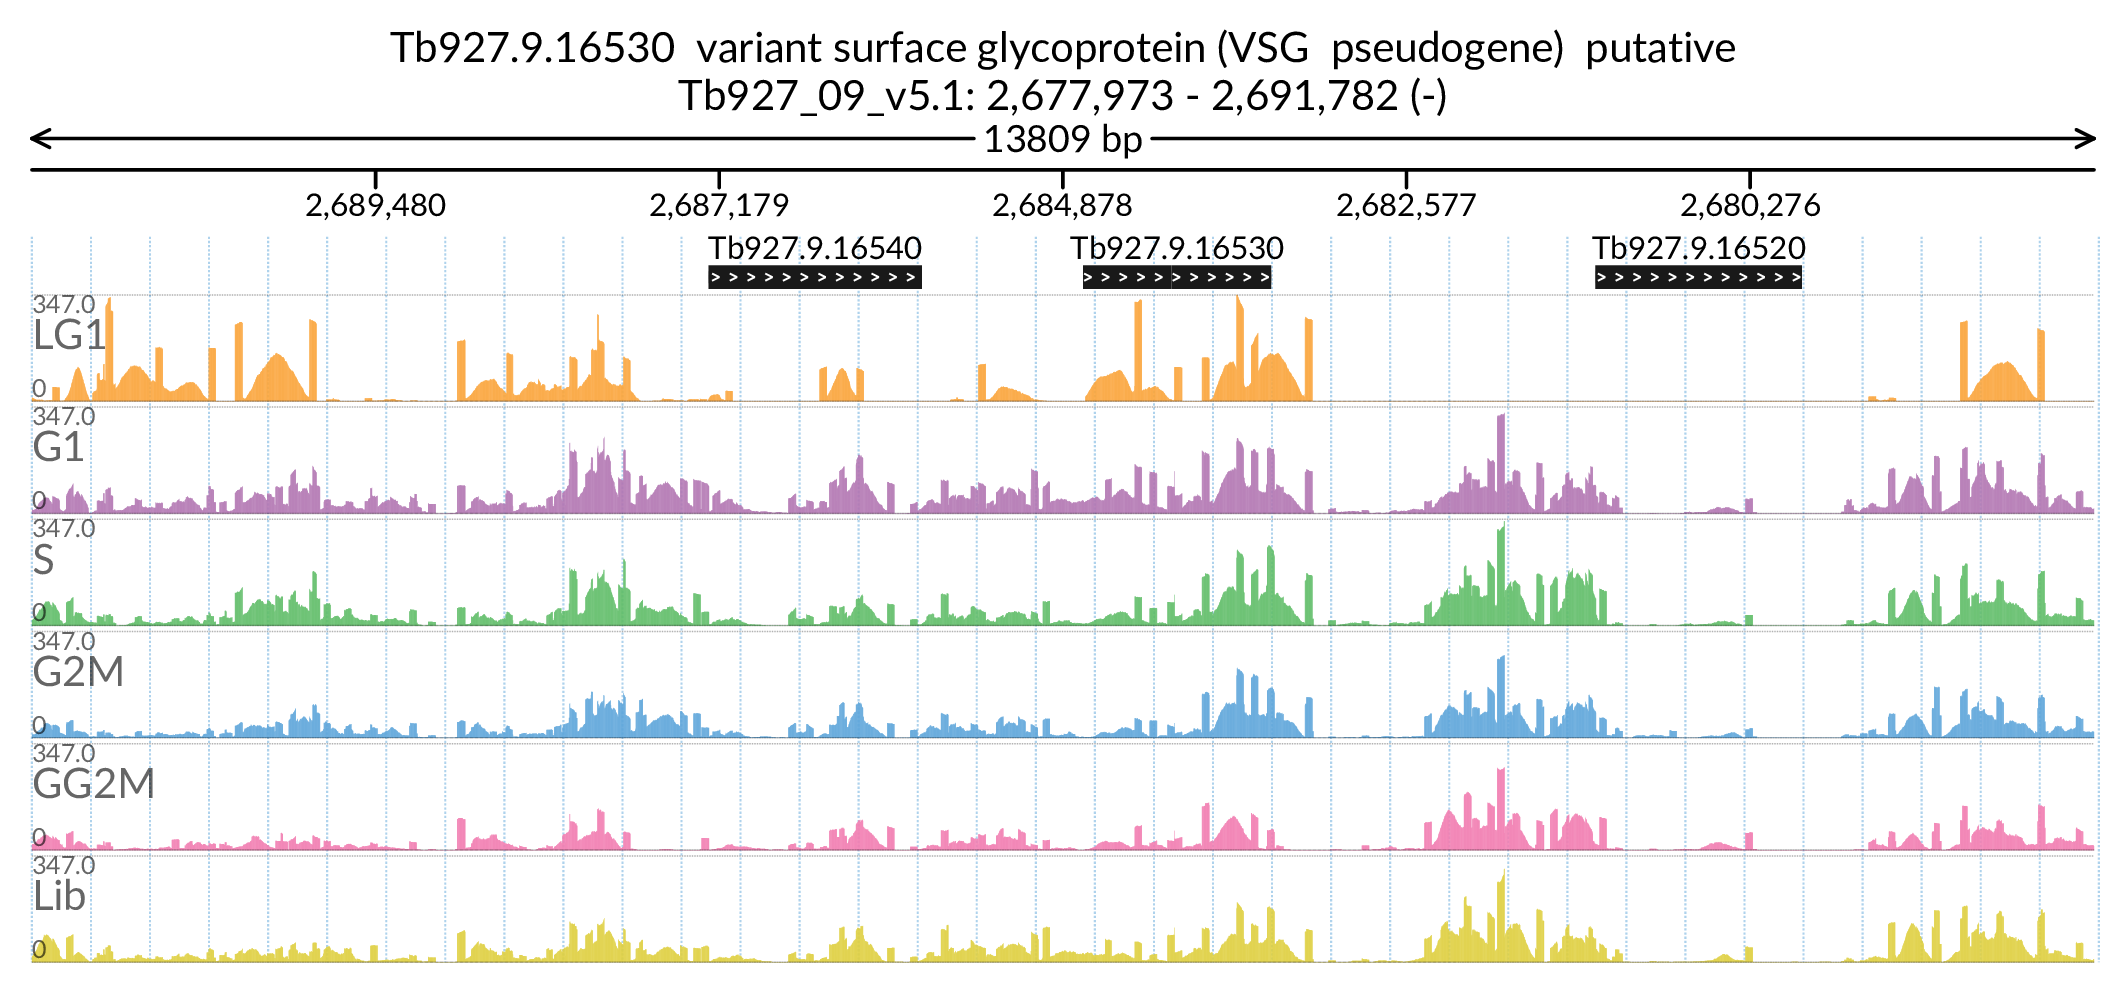 Tb927.9.16530  variant surface glycoprotein (VSG  pseudogene)  putative
Tb927_09_v5.1: 2,677,973 - 2,691,782 (-)
13809 bp
2,689,480 2,687,179 2,684,878 2,682,577 2,680,276
Tb927.9.16540 Tb927.9.16530 Tb927.9.16520
347.0
LG1
0
347.0
G1
0
347.0
S
0
347.0
G2M
0
347.0
GG2M
0
347.0
Lib
0